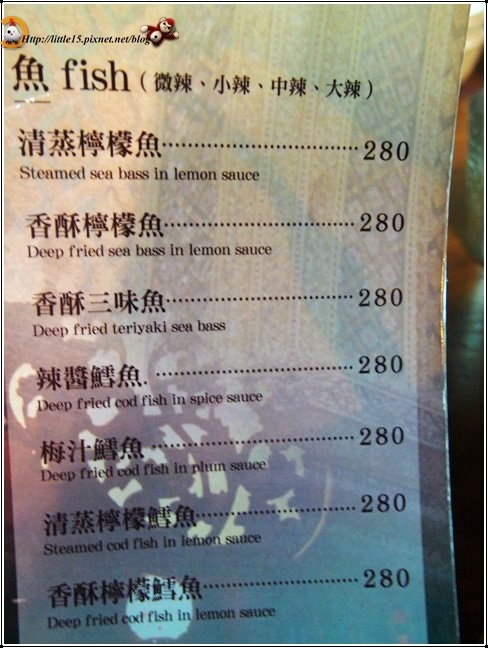 Http://little15.pixnet.net/blog
魚 fish ( 微辣、小辣、中辣、大辣 )
清蒸檸檬魚 280
Steamed sea bass in lemon sauce
香酥檸檬魚 280
Deep fried sea bass in lemon sauce
香酥三味魚 280
Deep fried teriyaki sea bass
辣醬鱈魚. 280
Deep fried cod fish in spice sauce
梅汁鱈魚 280
Deep fried cod fish in plum sauce
清蒸檸檬鱈魚 280
Steamed cod fish in lemon sauce
香酥檸檬鱈魚 280
Deep fried cod fish in lemon sauce